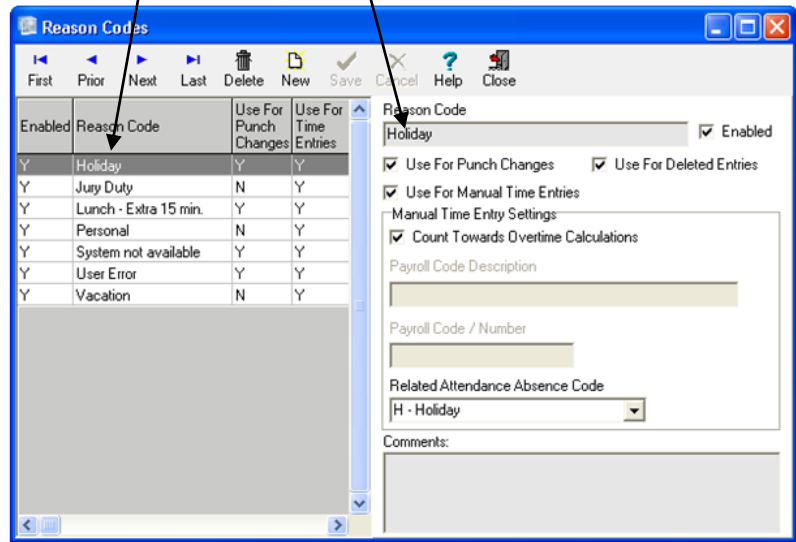 Reason Codes
First Prior Next Last Delete New Save Cancel Help Close
Enabled Reason Code Use For Punch Changes Use For Time Entries
Y Holiday Y Y
Y Jury Duty N Y
Y Lunch - Extra 15 min. Y Y
Y Personal N Y
Y System not available Y Y
Y User Error Y Y
Y Vacation N Y
Reason Code
Holiday Enabled
Use For Punch Changes Use For Deleted Entries
Use For Manual Time Entries
Manual Time Entry Settings
Count Towards Overtime Calculations
Payroll Code Description
Payroll Code / Number
Related Attendance Absence Code
H - Holiday
Comments: